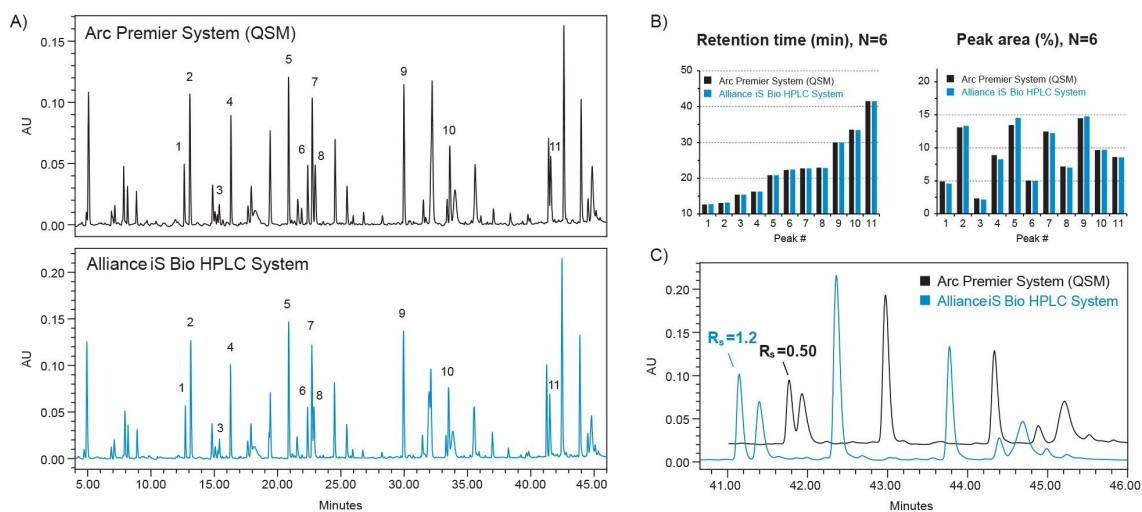 A)
Arc Premier System (QSM)
0.15
0.10
0.05
0.00
AU
1
2
3
4
5
6
7
8
9
10
11
Alliance iS Bio HPLC System
0.20
0.15
0.10
0.05
0.00
AU
1
2
3
4
5
6
7
8
9
10
11
5.00 10.00 15.00 20.00 25.00 30.00 35.00 40.00 45.00
Minutes
B)
Retention time (min), N=6
50
40
30
20
10
Arc Premier System (QSM)
Alliance iS Bio HPLC System
1 2 3 4 5 6 7 8 9 10 11
Peak #
Peak area (%), N=6
20
15
10
5
0
Arc Premier System (QSM)
Alliance iS Bio HPLC System
1 2 3 4 5 6 7 8 9 10 11
Peak #
C)
Arc Premier System (QSM)
Alliance iS Bio HPLC System
0.20
0.15
0.10
0.05
0.00
AU
Rs=1.2
Rs=0.50
41.00 42.00 43.00 44.00 45.00 46.00
Minutes